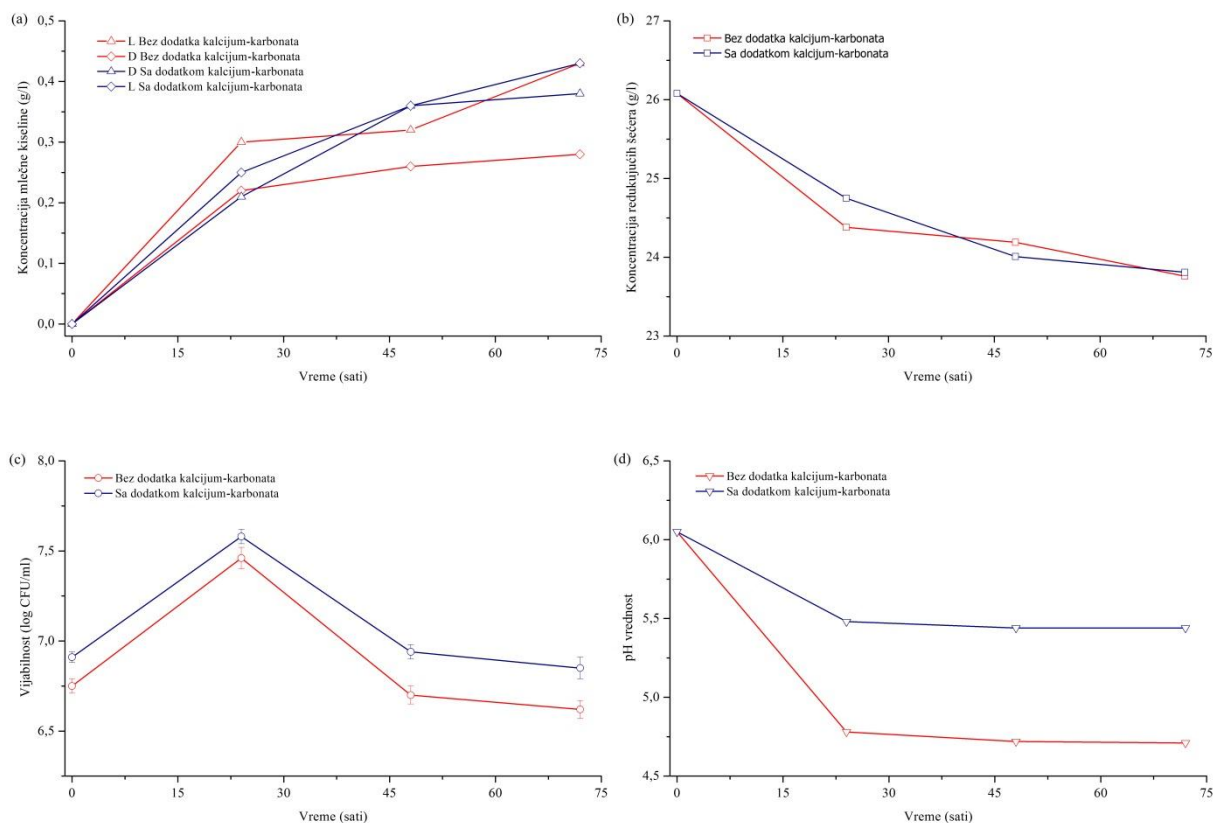 (a)
0,5
0,4
0,3
0,2
0,1
0,0
Koncentracija mlečne kiseline (g/l)
L Bez dodatka kalcijum-karbonata
D Bez dodatka kalcijum-karbonata
D Sa dodatkom kalcijum-karbonata
L Sa dodatkom kalcijum-karbonata
0 15 30 45 60 75
Vreme (sati)
(b)
27
26
25
24
23
Koncentracija redukujućih šećera (g/l)
Bez dodatka kalcijum-karbonata
Sa dodatkom kalcijum-karbonata
0 15 30 45 60 75
Vreme (sati)
(c)
8,0
7,5
7,0
6,5
Vijabilnost (log CFU/ml)
Bez dodatka kalcijum-karbonata
Sa dodatkom kalcijum-karbonata
0 15 30 45 60 75
Vreme (sati)
(d)
6,5
6,0
5,5
5,0
4,5
pH vrednost
Bez dodatka kalcijum-karbonata
Sa dodatkom kalcijum-karbonata
0 15 30 45 60 75
Vreme (sati)